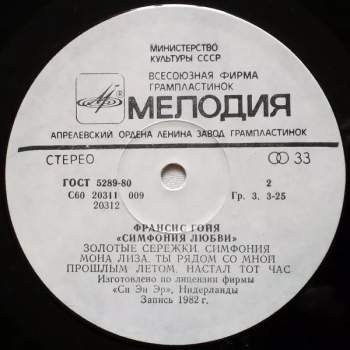 МИНИСТЕРСТВО
КУЛЬТУРЫ СССР
ВСЕСОЮЗНАЯ ФИРМА
ГРАМПЛАСТИНОК
МЕЛОДИЯ
АПРЕЛЕВСКИЙ ОРДЕНА ЛЕНИНА ЗАВОД ГРАМПЛАСТИНОК
СТЕРЕО 33
ГОСТ 5289-80 2
С60 20311 009 Гр. 3. 3-25
20312
ФРАНСИС ГОЙЯ
«СИМФОНИЯ ЛЮБВИ»
ЗОЛОТЫЕ СЕРЕЖКИ. СИМФОНИЯ
МОНА ЛИЗА. ТЫ РЯДОМ СО МНОЙ
ПРОШЛЫМ ЛЕТОМ. НАСТАЛ ТОТ ЧАС
Изготовлено по лицензии фирмы
«Си Эн Эр», Нидерланды
Запись 1982 г.